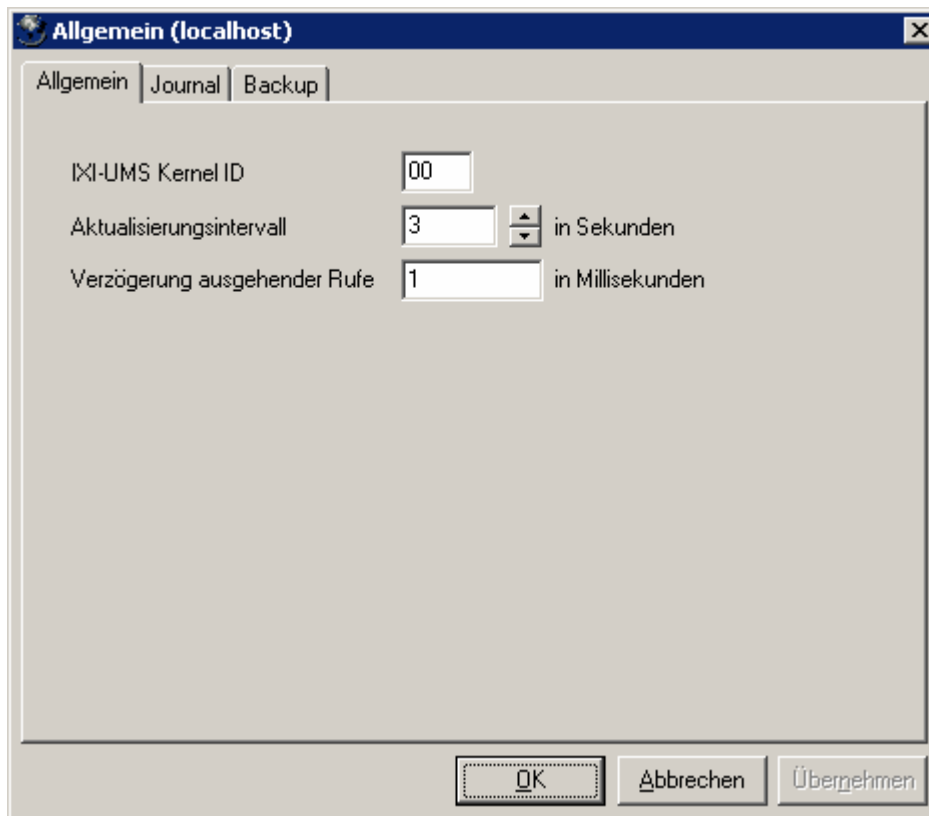 Allgemein (localhost)
Allgemein Journal Backup
IXI-UMS Kernel ID 00
Aktualisierungsintervall 3 in Sekunden
Verzögerung ausgehender Rufe 1 in Millisekunden
OK Abbrechen Übernehmen